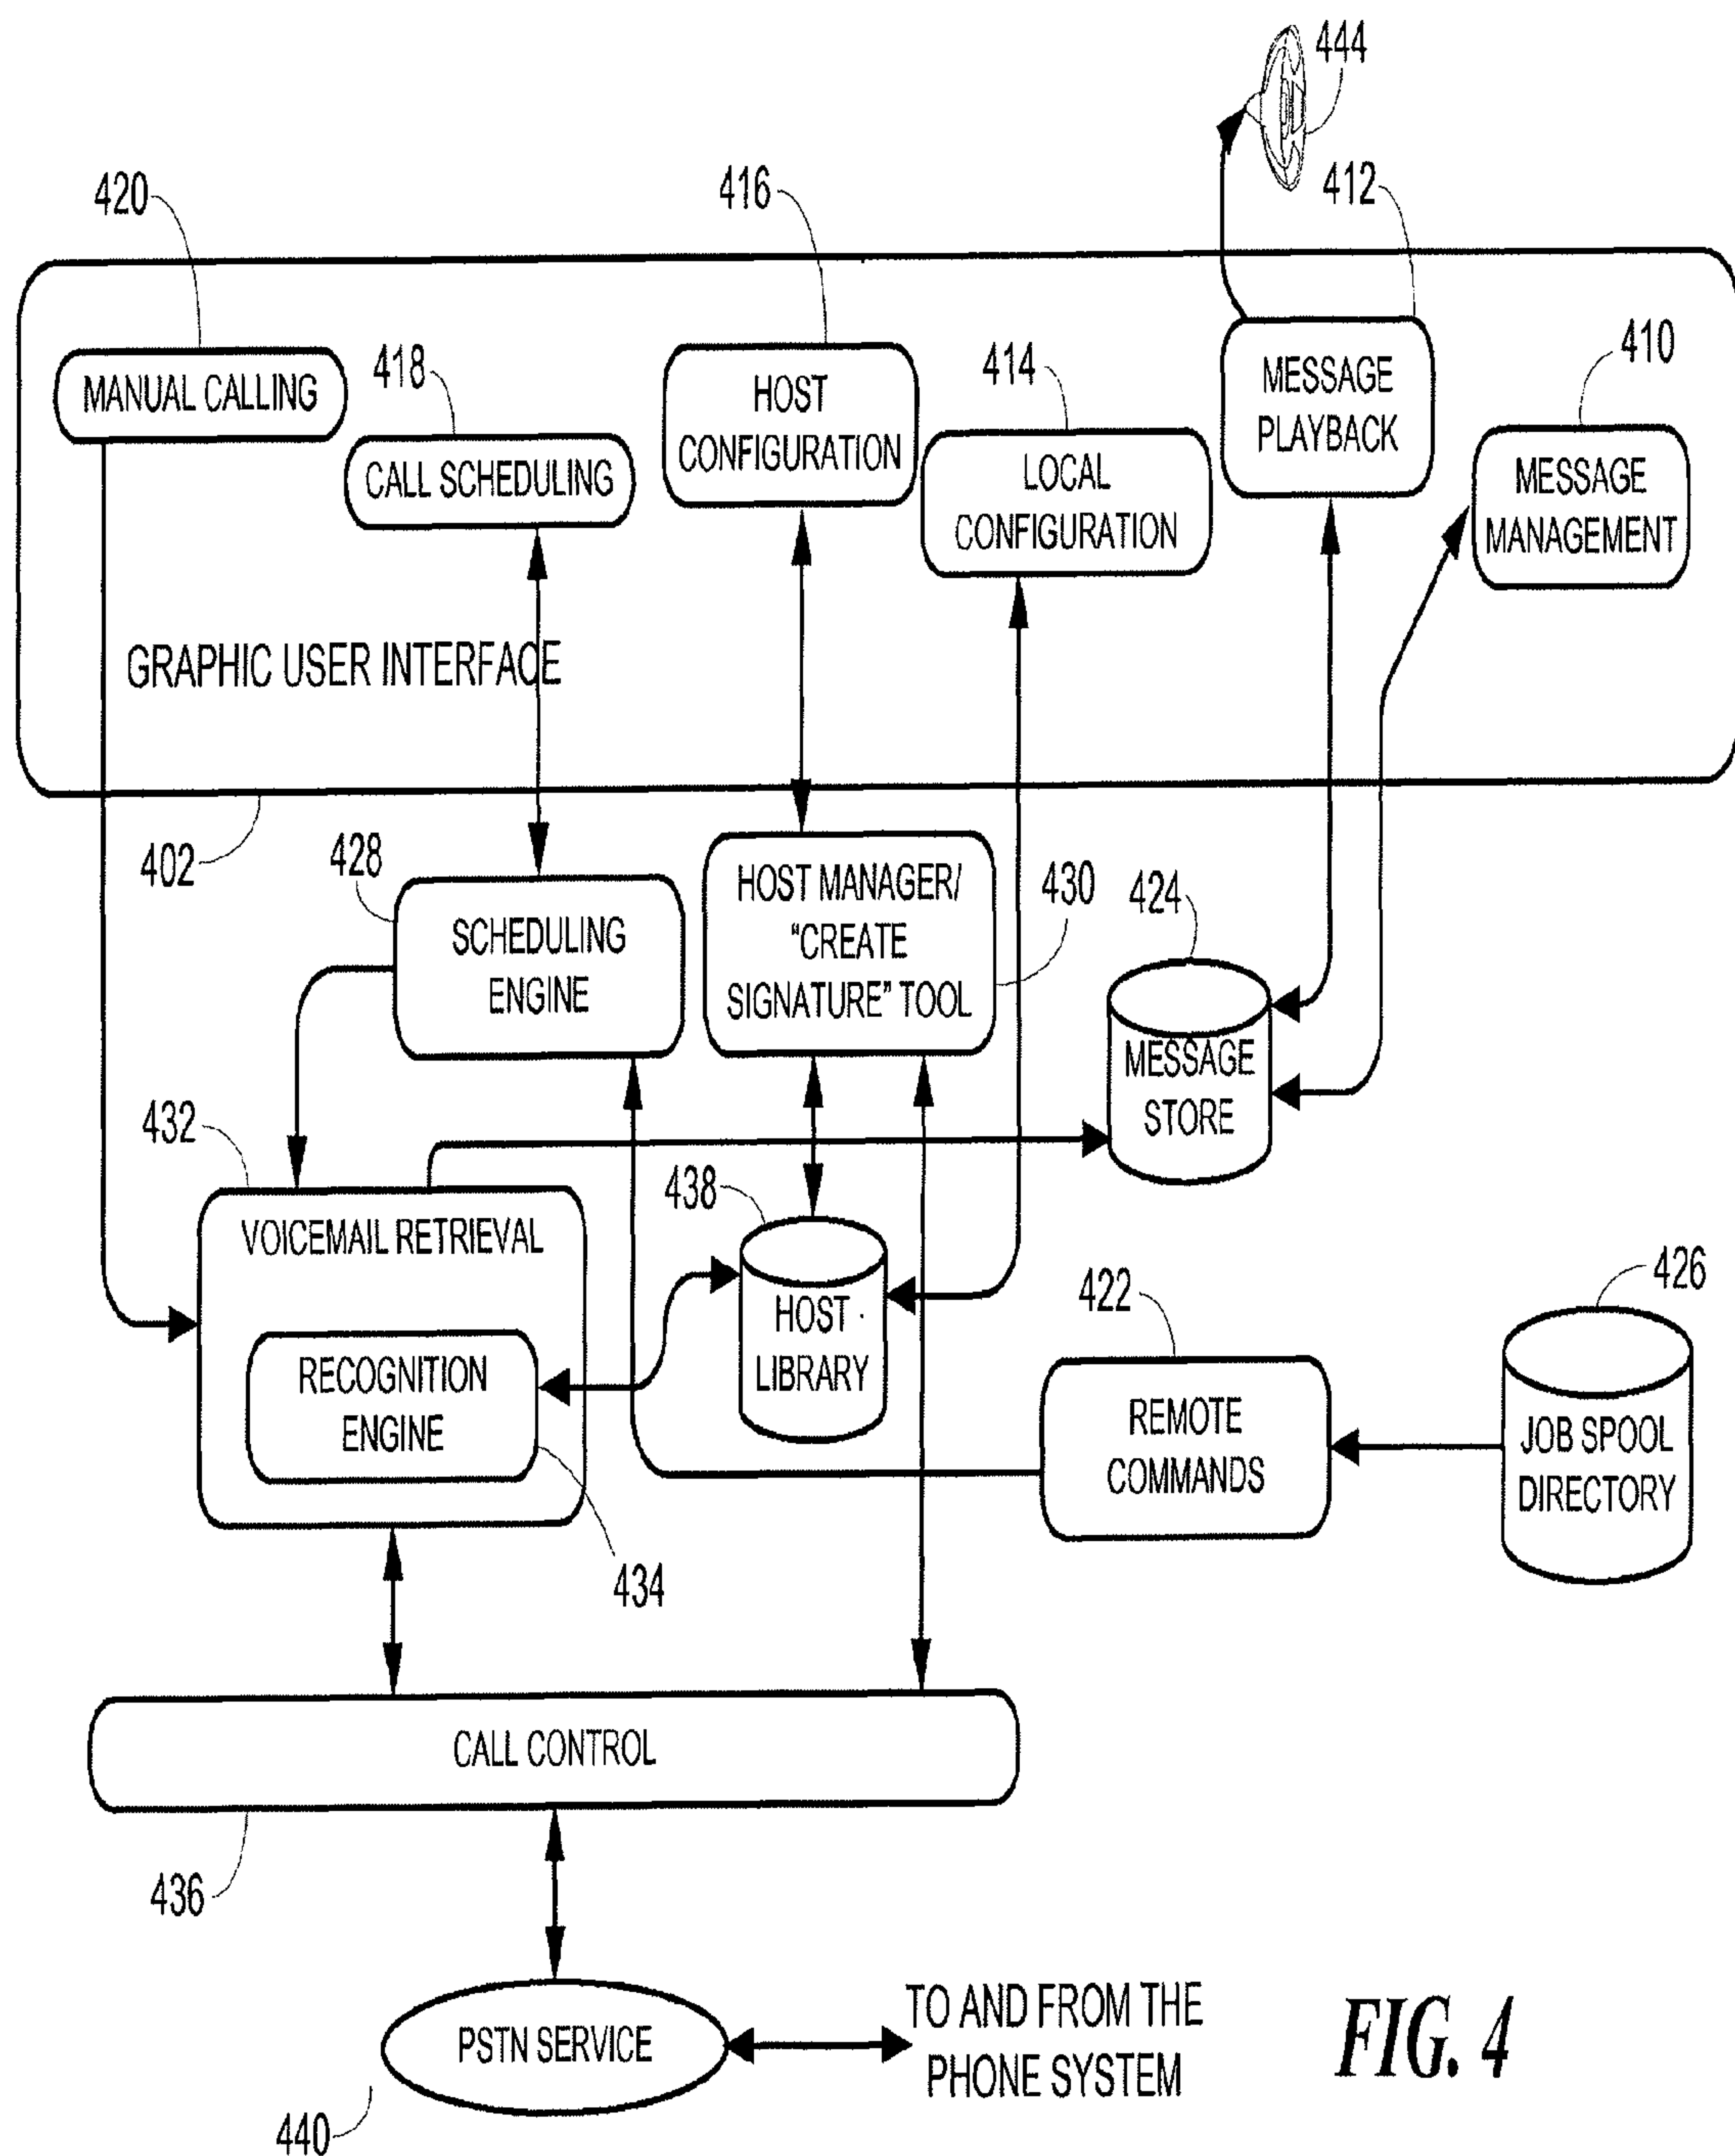 444
420
416
412
418
414
410
MANUAL CALLING
CALL SCHEDULING
HOST
CONFIGURATION
LOCAL
CONFIGURATION
MESSAGE
PLAYBACK
MESSAGE
MANAGEMENT
GRAPHIC USER INTERFACE
402
428
SCHEDULING
ENGINE
HOST MANAGER/
"CREATE
SIGNATURE" TOOL
430
424
MESSAGE
STORE
432
VOICEMAIL RETRIEVAL
RECOGNITION
ENGINE
434
438
HOST
LIBRARY
422
REMOTE
COMMANDS
426
JOB SPOOL
DIRECTORY
CALL CONTROL
436
PSTN SERVICE
440
TO AND FROM THE
PHONE SYSTEM
FIG. 4